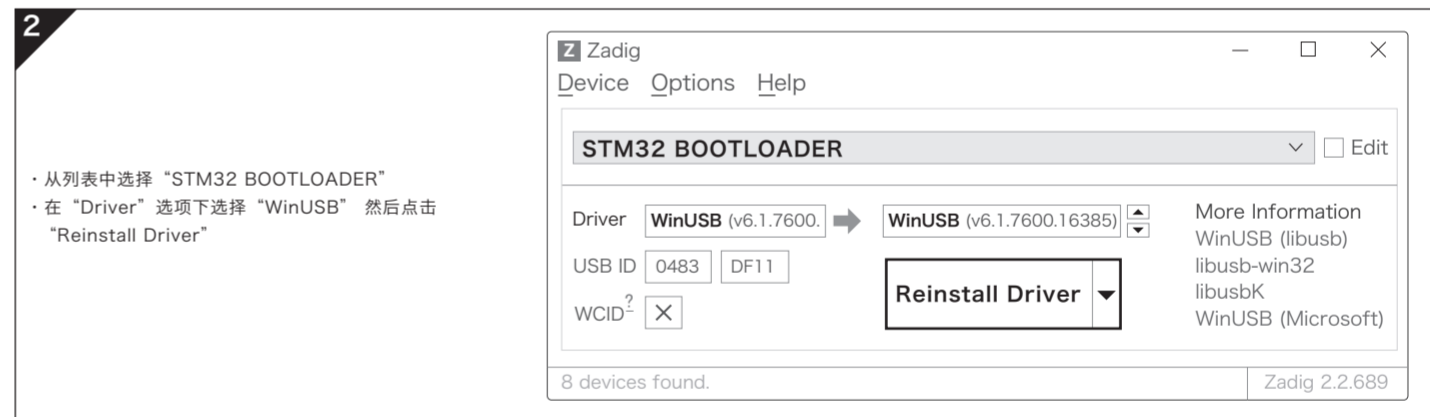 2
· 从列表中选择“STM32 BOOTLOADER”
· 在“Driver”选项下选择“WinUSB” 然后点击
“Reinstall Driver”
Z Zadig
Device Options Help
STM32 BOOTLOADER Edit
Driver WinUSB (v6.1.7600. WinUSB (v6.1.7600.16385)
USB ID 0483 DF11
WCID?
Reinstall Driver
More Information
WinUSB (libusb)
libusb-win32
libusbK
WinUSB (Microsoft)
8 devices found. Zadig 2.2.689